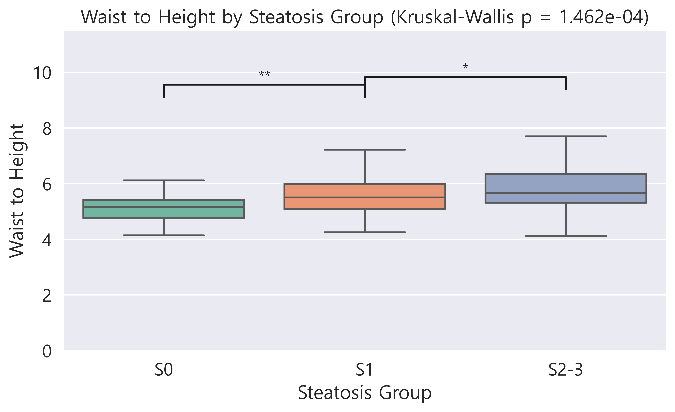 Waist to Height by Steatosis Group (Kruskal-Wallis p = 1.462e-04)
**
*
10
8
6
4
2
0
Waist to Height
S0 S1 S2-3
Steatosis Group